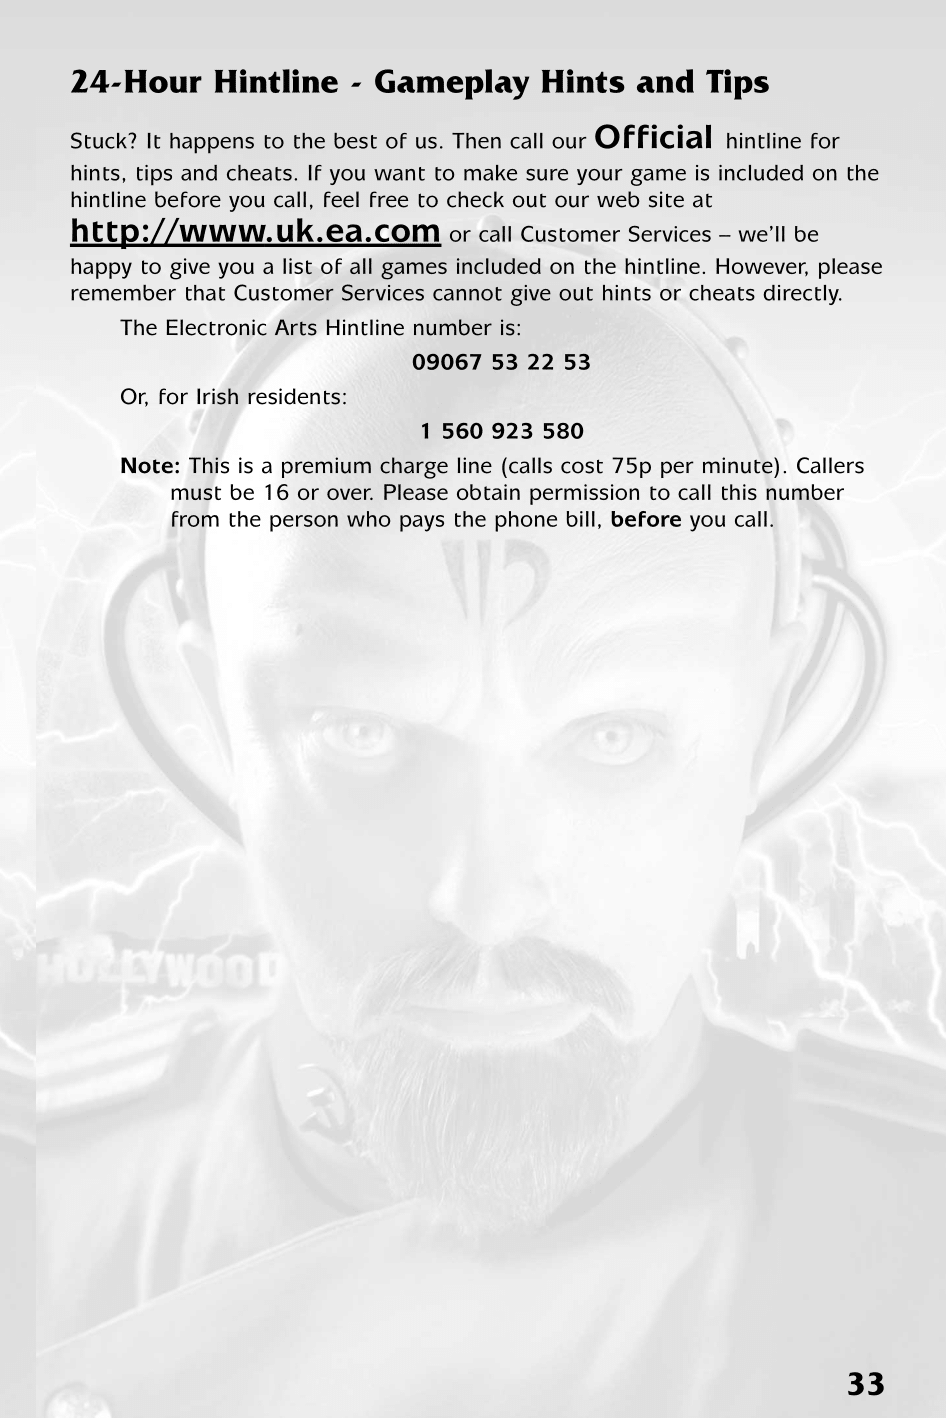 24-Hour Hintline - Gameplay Hints and Tips
Stuck? It happens to the best of us. Then call our Official hintline for
hints, tips and cheats. If you want to make sure your game is included on the
hintline before you call, feel free to check out our web site at
http://www.uk.ea.com or call Customer Services – we'll be
happy to give you a list of all games included on the hintline. However, please
remember that Customer Services cannot give out hints or cheats directly.
The Electronic Arts Hintline number is:
09067 53 22 53
Or, for Irish residents:
1 560 923 580
Note: This is a premium charge line (calls cost 75p per minute). Callers
must be 16 or over. Please obtain permission to call this number
from the person who pays the phone bill, before you call.
HOLLYWOOD
33